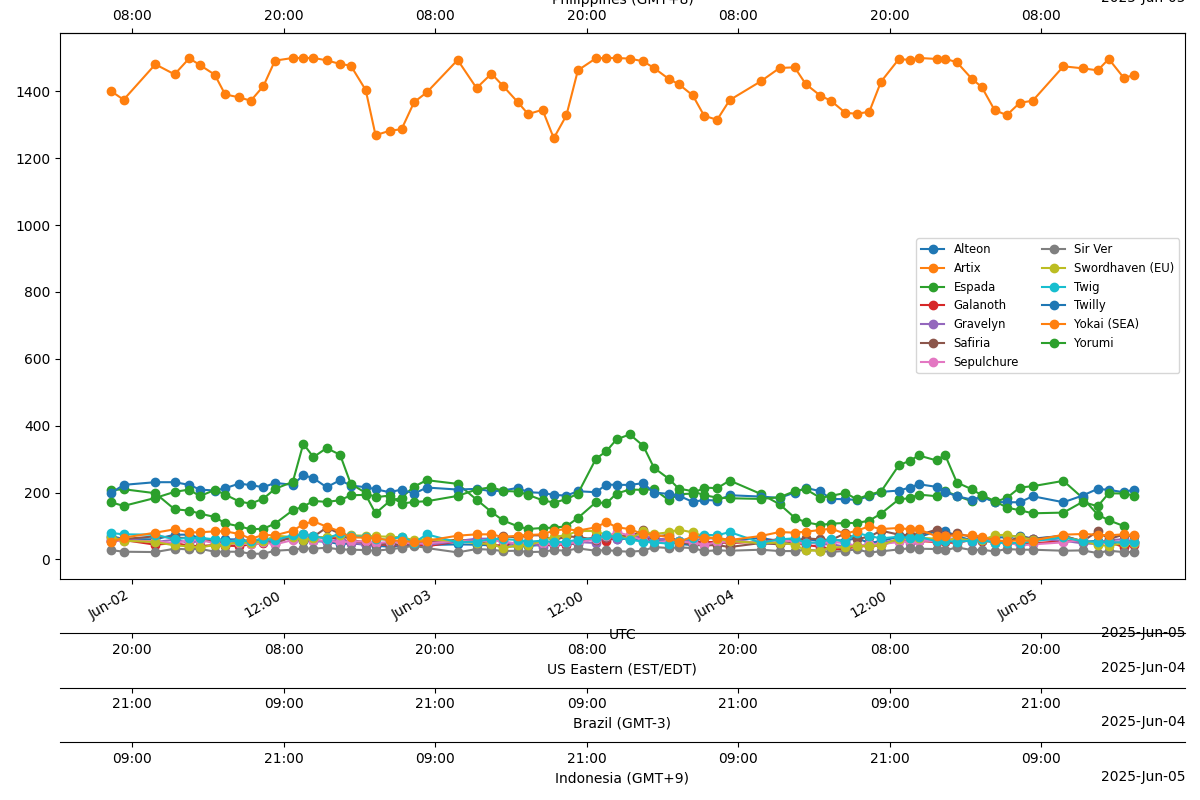 Philippines (GMT+8)
2025-Jun-05
08:00 20:00 08:00 20:00 08:00 20:00 08:00
1400
1200
1000
800
600
400
200
0
Alteon
Artix
Espada
Galanoth
Gravelyn
Safiria
Sepulchure
Sir Ver
Swordhaven (EU)
Twig
Twilly
Yokai (SEA)
Yorumi
Jun-02 12:00 Jun-03 12:00 Jun-04 12:00 Jun-05
UTC
2025-Jun-05
20:00 08:00 20:00 08:00 20:00 08:00 20:00
US Eastern (EST/EDT)
2025-Jun-04
21:00 09:00 21:00 09:00 21:00 09:00 21:00
Brazil (GMT-3)
2025-Jun-04
09:00 21:00 09:00 21:00 09:00 21:00 09:00
Indonesia (GMT+9)
2025-Jun-05